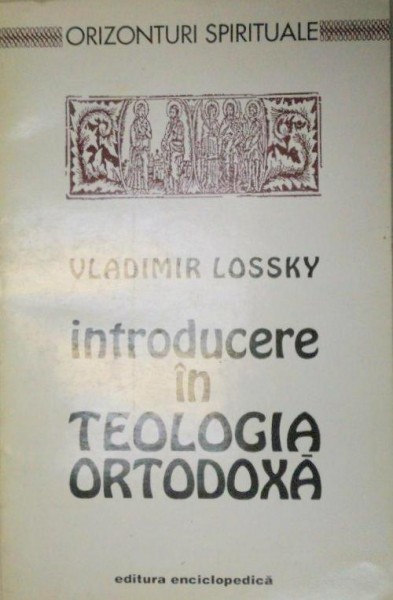 ORIZONTURI SPIRITUALE
VLADIMIR LOSSKY
introducere
în
TEOLOGIA
ORTODOXĂ
editura enciclopedică